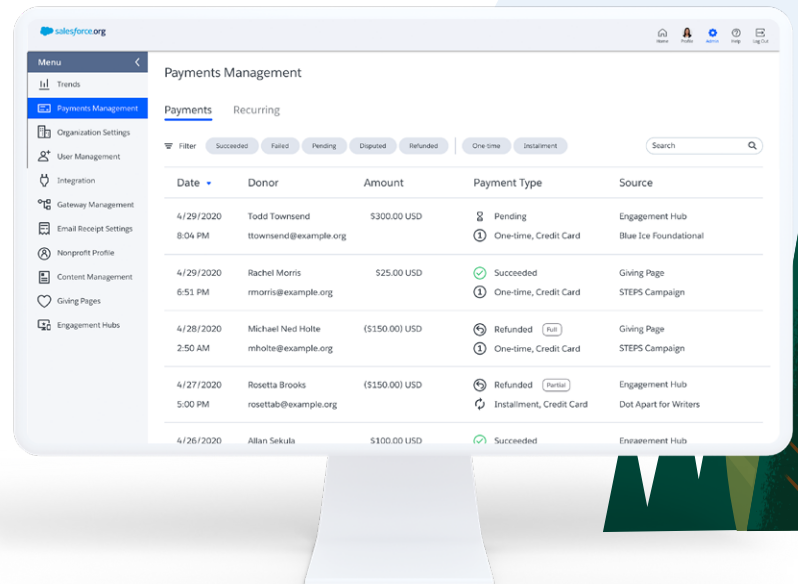 salesforce.org
Home Profile Admin Help Log Out
Menu
Trends
Payments Management
Organization Settings
User Management
Integration
Gateway Management
Email Receipt Settings
Nonprofit Profile
Content Management
Giving Pages
Engagement Hubs
Payments Management
Payments Recurring
Filter Succeeded Failed Pending Disputed Refunded One-time Installment Search
Date Donor Amount Payment Type Source
4/29/2020 Todd Townsend $300.00 USD Pending Engagement Hub
8:04 PM ttownsend@example.org 1 One-time, Credit Card Blue Ice Foundational
4/29/2020 Rachel Morris $25.00 USD Succeeded Giving Page
6:51 PM rmorris@example.org 1 One-time, Credit Card STEPS Campaign
4/28/2020 Michael Ned Holte ($150.00) USD Refunded Full Giving Page
2:50 AM mholte@example.org 1 One-time, Credit Card STEPS Campaign
4/27/2020 Rosetta Brooks ($150.00) USD Refunded Partial Engagement Hub
5:00 PM rosettab@example.org Installment, Credit Card Dot Apart for Writers
4/26/2020 Allan Sekula $100.00 USD Succeeded Engagement Hub